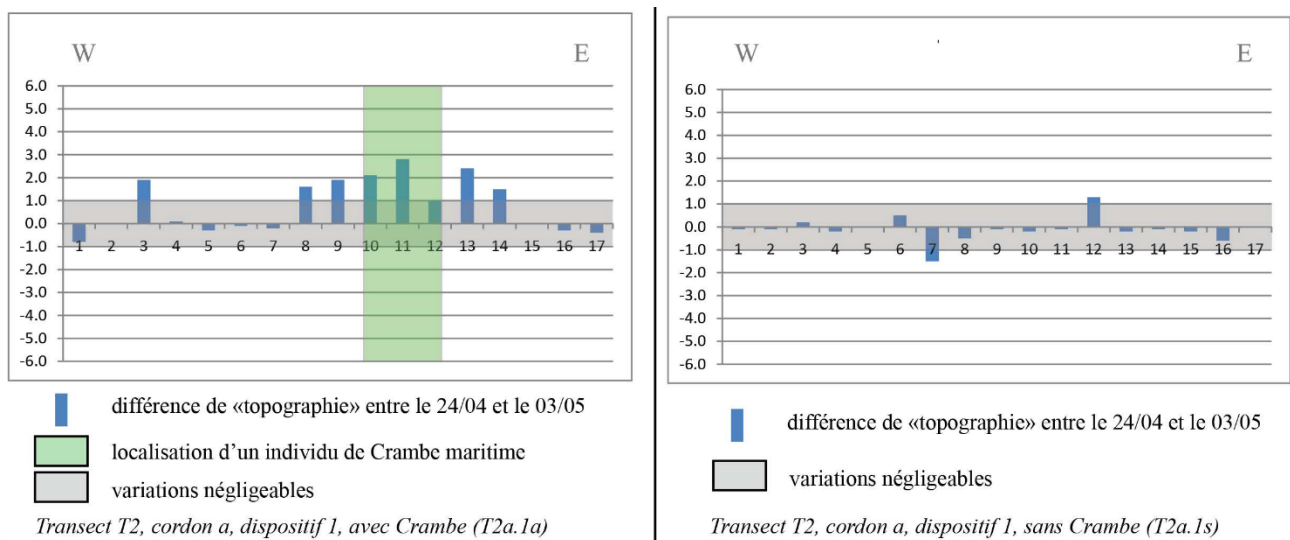 W E
6.0
5.0
4.0
3.0
2.0
1.0
0.0
-1.0
-2.0
-3.0
-4.0
-5.0
-6.0
1 2 3 4 5 6 7 8 9 10 11 12 13 14 15 16 17
différence de «topographie» entre le 24/04 et le 03/05
localisation d'un individu de Crambe maritime
variations négligeables
Transect T2, cordon a, dispositif 1, avec Crambe (T2a.1a)
W E
6.0
5.0
4.0
3.0
2.0
1.0
0.0
-1.0
-2.0
-3.0
-4.0
-5.0
-6.0
1 2 3 4 5 6 7 8 9 10 11 12 13 14 15 16 17
différence de «topographie» entre le 24/04 et le 03/05
variations négligeables
Transect T2, cordon a, dispositif 1, sans Crambe (T2a.1s)